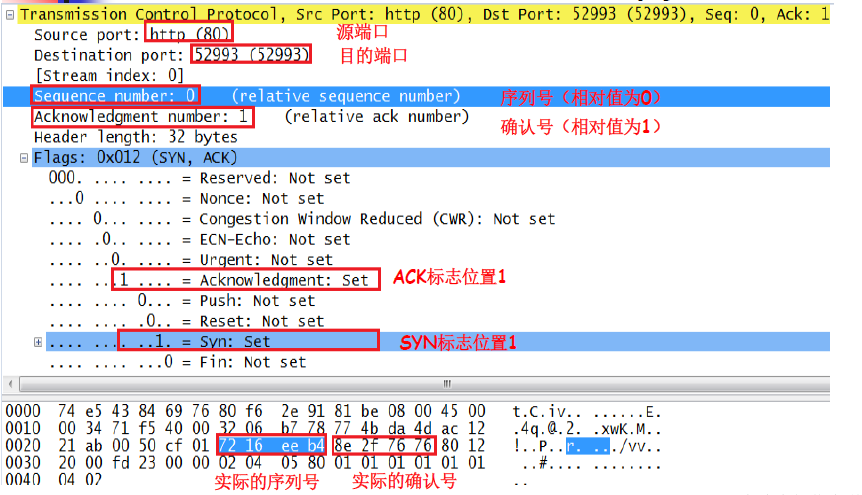 Transmission Control Protocol, Src Port: http (80), Dst Port: 52993 (52993), Seq: 0, Ack: 1
Source port: http (80) 源端口
Destination port: 52993 (52993) 目的端口
[Stream index: 0]
Sequence number: 0 (relative sequence number) 序列号（相对值为0）
Acknowledgment number: 1 (relative ack number) 确认号（相对值为1）
Header length: 32 bytes
Flags: 0x012 (SYN, ACK)
000. .... .... = Reserved: Not set
...0 .... .... = Nonce: Not set
.... 0... .... = Congestion Window Reduced (CWR): Not set
.... .0.. .... = ECN-Echo: Not set
.... ..0. .... = Urgent: Not set
.... ...1 .... = Acknowledgment: Set ACK标志位置1
.... .... 0... = Push: Not set
.... .... .0.. = Reset: Not set
.... .... ..1. = Syn: Set SYN标志位置1
.... .... ...0 = Fin: Not set
0000 74 e5 43 84 69 76 80 f6 2e 91 81 be 08 00 45 00 t.C.iv.. ......E.
0010 00 34 71 f5 40 00 32 06 b7 78 77 4b da 4d ac 12 .4q.@.2. .xwK.M..
0020 21 ab 00 50 cf 01 72 16 ee b4 8e 2f 76 76 80 12 !..P..r. .../vv..
0030 20 00 fd 23 00 00 02 04 05 80 01 01 01 01 01 01 ..#.... ........
0040 04 02 ..
实际的序列号 实际的确认号